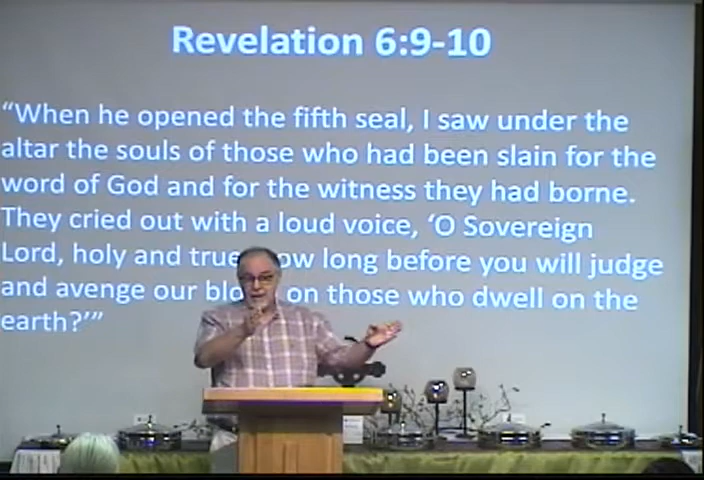 Revelation 6:9-10
“When he opened the fifth seal, I saw under the
altar the souls of those who had been slain for the
word of God and for the witness they had borne.
They cried out with a loud voice, ‘O Sovereign
Lord, holy and true, how long before you will judge
and avenge our blood on those who dwell on the
earth?’”